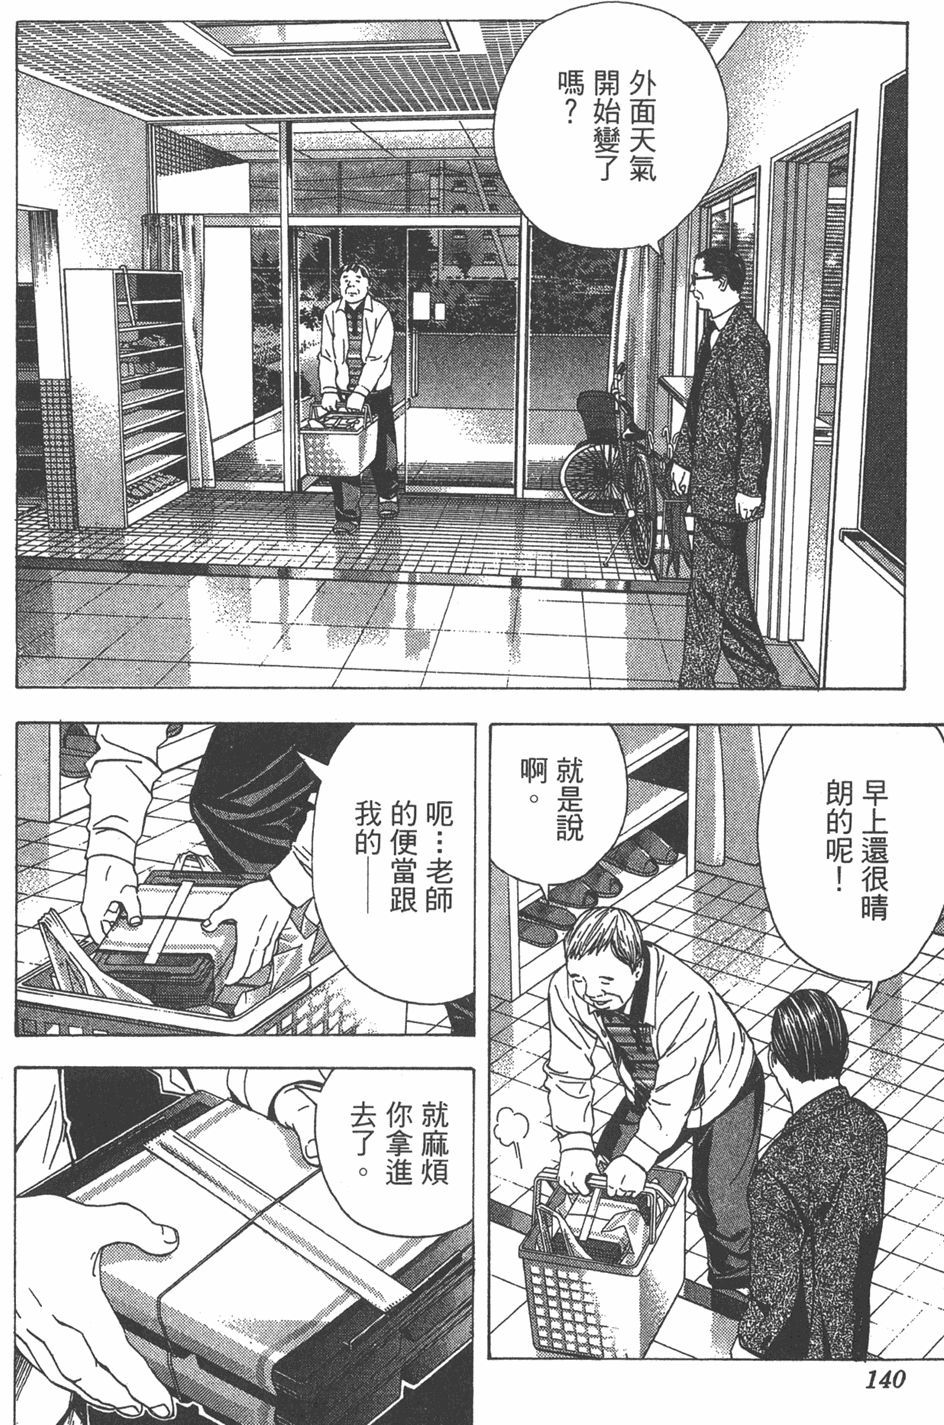 外面天氣
開始變了
嗎?
早上還很晴
朗的呢!
就是說
啊。
呃…老師
的便當跟
我的—
就麻煩
你拿進
去了。
140